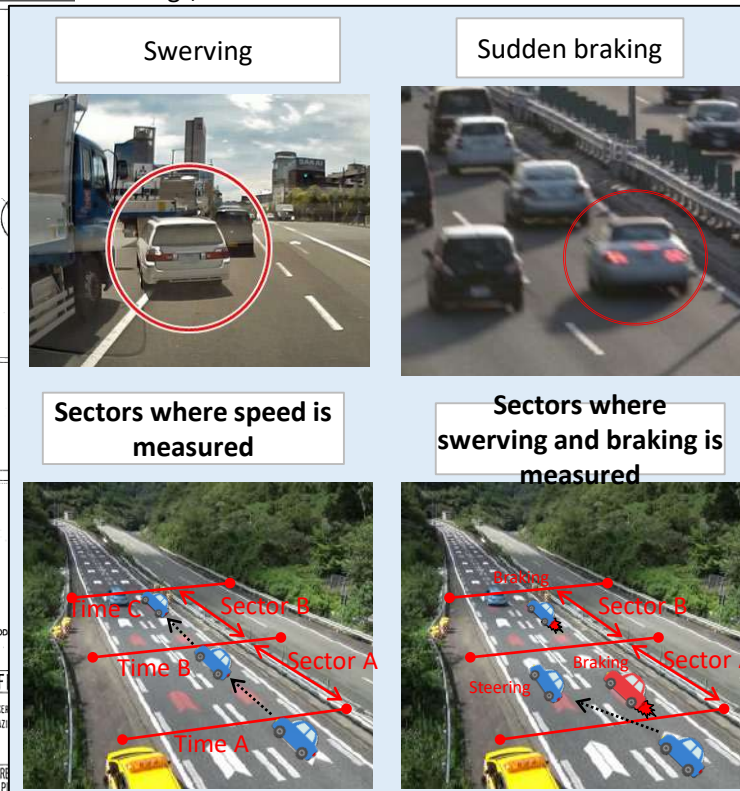 Swerving
Sudden braking
Sectors where speed is
measured
Sectors where
swerving and braking is
measured
Time C
Sector B
Time B
Sector A
Time A
Braking
Sector B
Braking
Sector
Steering